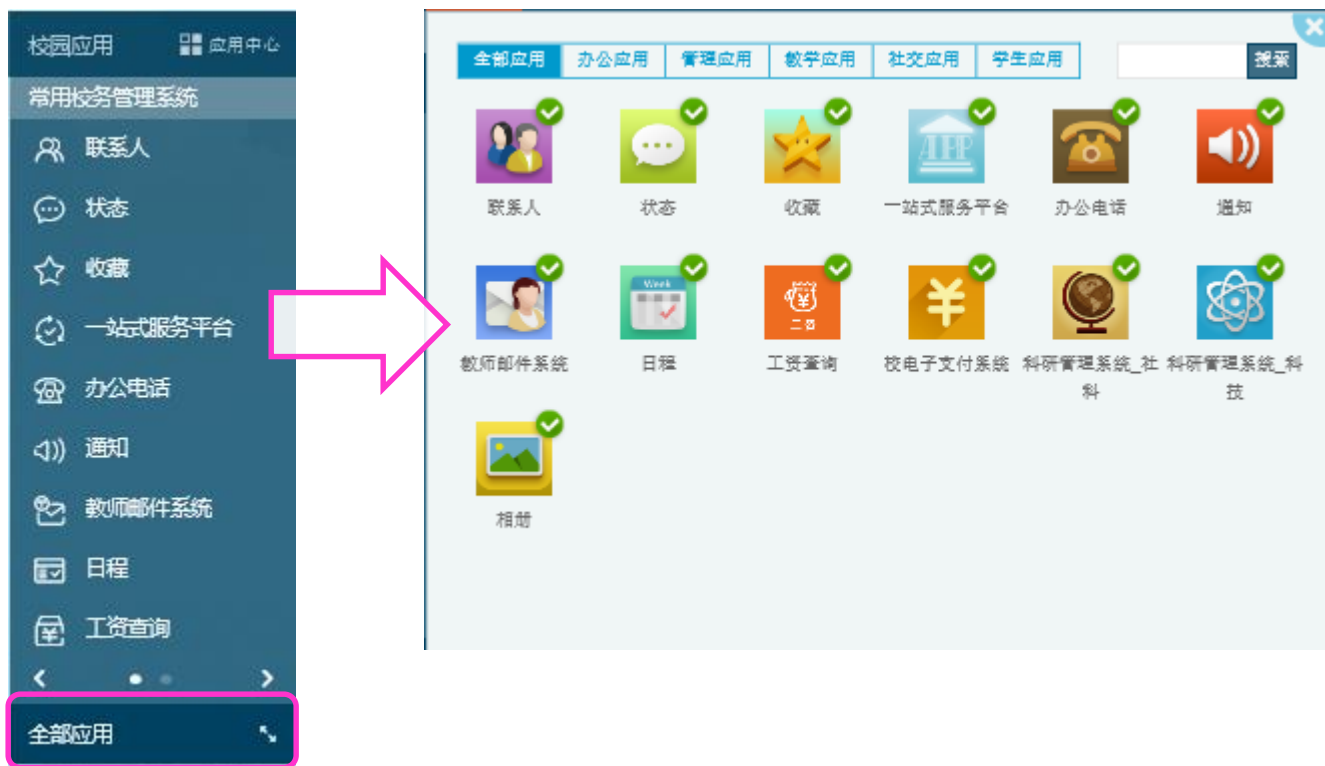 校园应用 应用中心
常用校务管理系统
联系人
状态
收藏
一站式服务平台
办公电话
通知
教师邮件系统
日程
工资查询
全部应用
全部应用 办公应用 管理应用 教学应用 社交应用 学生应用 搜索
APP
联系人 状态 收藏 一站式服务平台 办公电话 通知
Week
¥
教师邮件系统 日程 工资查询 校电子支付系统 科研管理系统_社 科研管理系统_科
科 技
相册